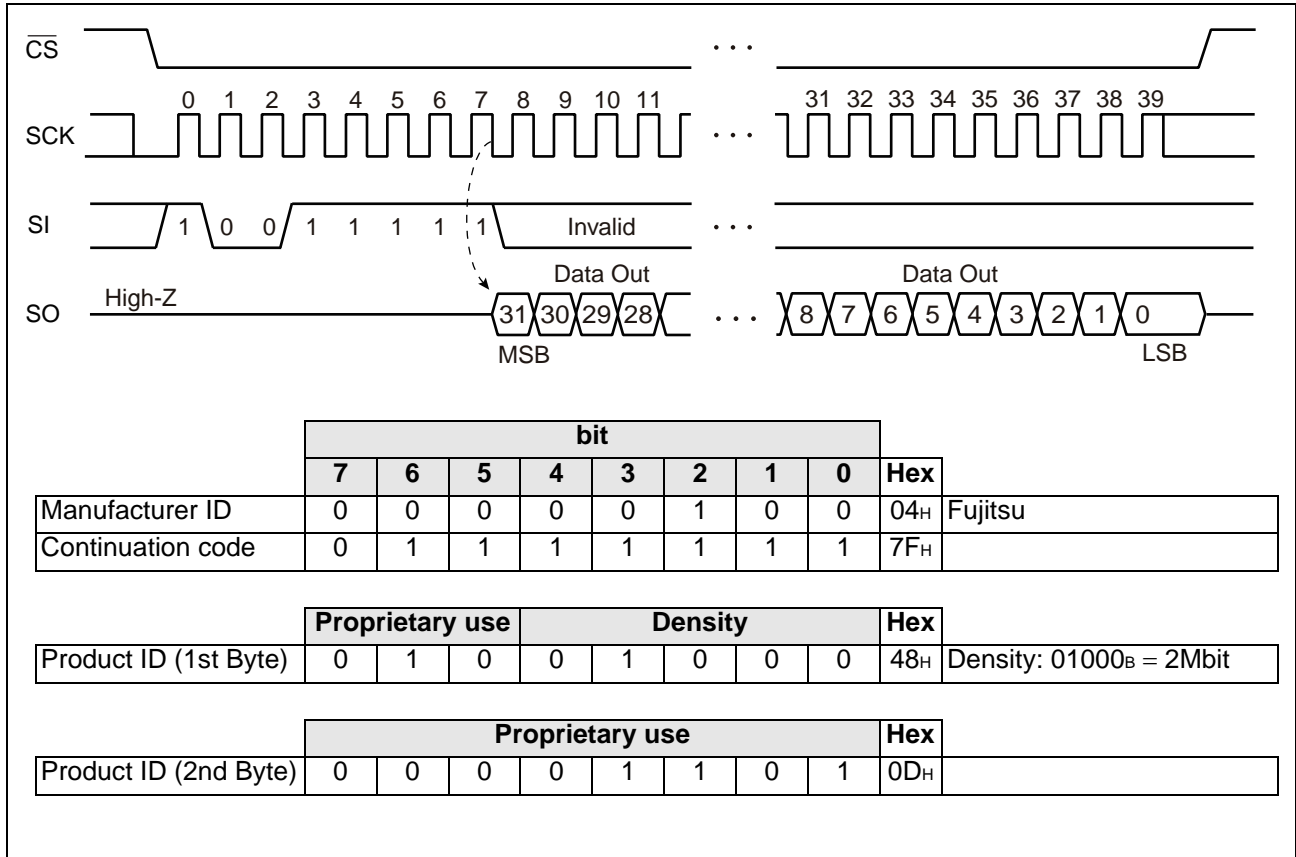 CS
. . .
0 1 2 3 4 5 6 7 8 9 10 11 31 32 33 34 35 36 37 38 39
SCK . . .
SI 1 0 0 1 1 1 1 1 Invalid . . .
Data Out Data Out
High-Z
SO 31 30 29 28 . . . 8 7 6 5 4 3 2 1 0
MSB LSB
bit
7 6 5 4 3 2 1 0 Hex
Manufacturer ID 0 0 0 0 0 1 0 0 04H Fujitsu
Continuation code 0 1 1 1 1 1 1 1 7FH
Proprietary use Density Hex
Product ID (1st Byte) 0 1 0 0 1 0 0 0 48H Density: 01000B = 2Mbit
Proprietary use Hex
Product ID (2nd Byte) 0 0 0 0 1 1 0 1 0DH